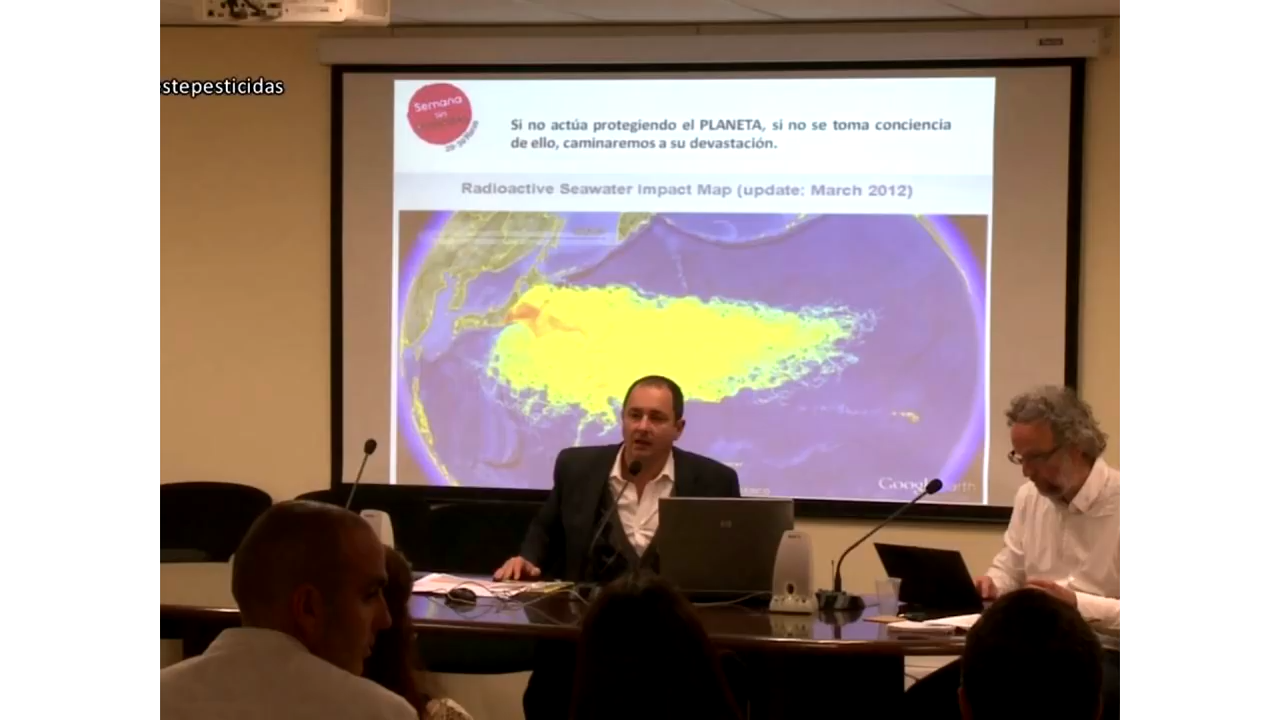 stepesticidas
Semana
sin
Si no actúa protegiendo el PLANETA, si no se toma conciencia
de ello, caminaremos a su devastación.
Radioactive Seawater Impact Map (update: March 2012)
Google
hp